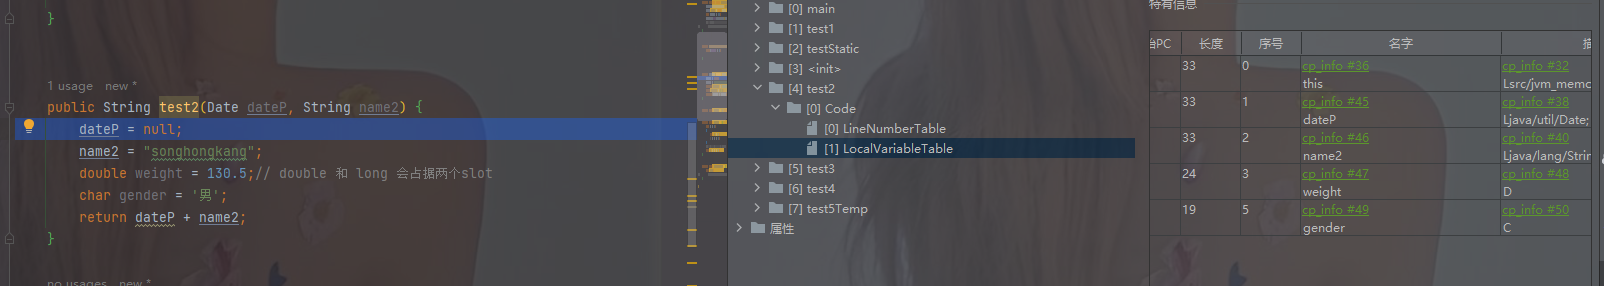 }
1 usage   new *
public String test2(Date dateP, String name2) {
dateP = null;
name2 = "songhongkang";
double weight = 130.5;// double 和 long 会占据两个slot
char gender = '男';
return dateP + name2;
}
no usages   new *
[0] main
[1] test1
[2] testStatic
[3] <init>
[4] test2
[0] Code
[0] LineNumberTable
[1] LocalVariableTable
[5] test3
[6] test4
[7] test5Temp
属性
特有信息
PC 长度 序号 名字
33 0 cp_info #36 cp_info #32
this Lsrc/jvm_memo
33 1 cp_info #45 cp_info #38
dateP Ljava/util/Date;
33 2 cp_info #46 cp_info #40
name2 Ljava/lang/Strin
24 3 cp_info #47 cp_info #48
weight D
19 5 cp_info #49 cp_info #50
gender C